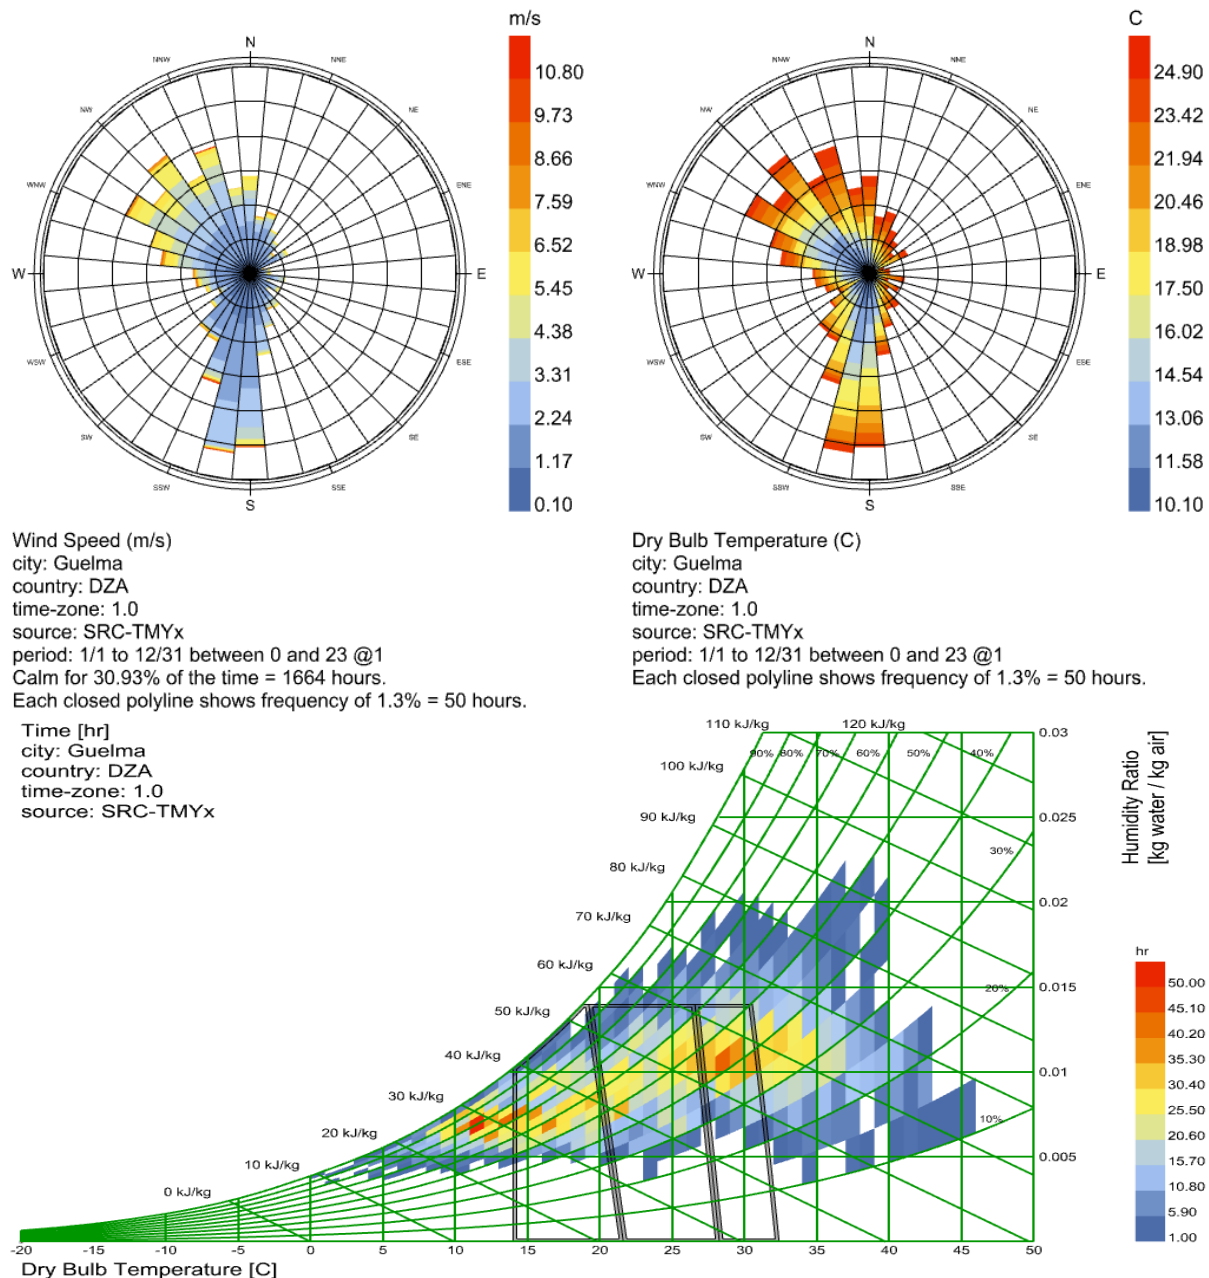 m/s
N
NNW
NNE
NW
NE
WNW
ENE
W
E
WSW
ESE
SW
SE
SSW
SSE
S
10.80
9.73
8.66
7.59
6.52
5.45
4.38
3.31
2.24
1.17
0.10
C
N
NNW
NNE
NW
NE
WNW
ENE
W
E
WSW
ESE
SW
SE
SSW
SSE
S
24.90
23.42
21.94
20.46
18.98
17.50
16.02
14.54
13.06
11.58
10.10
Wind Speed (m/s)
city: Guelma
country: DZA
time-zone: 1.0
source: SRC-TMYx
period: 1/1 to 12/31 between 0 and 23 @1
Calm for 30.93% of the time = 1664 hours.
Each closed polyline shows frequency of 1.3% = 50 hours.
Dry Bulb Temperature (C)
city: Guelma
country: DZA
time-zone: 1.0
source: SRC-TMYx
period: 1/1 to 12/31 between 0 and 23 @1
Each closed polyline shows frequency of 1.3% = 50 hours.
Time [hr]
city: Guelma
country: DZA
time-zone: 1.0
source: SRC-TMYx
110 kJ/kg
120 kJ/kg
100 kJ/kg
90 kJ/kg
80 kJ/kg
70 kJ/kg
60 kJ/kg
50 kJ/kg
40 kJ/kg
30 kJ/kg
20 kJ/kg
10 kJ/kg
0 kJ/kg
90%
80%
70%
60%
50%
40%
30%
20%
10%
0.03
0.025
0.02
0.015
0.01
0.005
Humidity Ratio
[kg water / kg air]
hr
50.00
45.10
40.20
35.30
30.40
25.50
20.60
15.70
10.80
5.90
1.00
-20
-15
-10
-5
0
5
10
15
20
25
30
35
40
45
50
Dry Bulb Temperature [C]